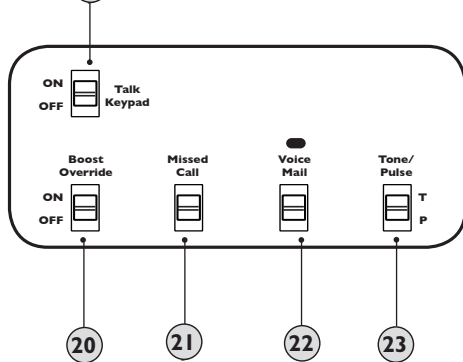 ON
OFF
Talk
Keypad
Boost
Override
Missed
Call
Voice
Mail
Tone/
Pulse
ON
OFF
T
P
20
21
22
23